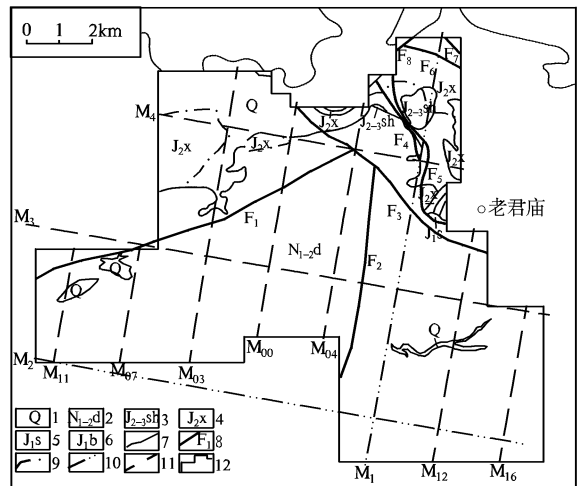 0 1 2km
F₈
F₇
F₆
J₂x
M₄
Q
J₂x
J₂₋₃sh
J₂₋₃sh
J₂x
J₂x
F₄
J₂x
F₅
J₂x
M₃
F₁
F₃
J₁s
○老君庙
N₁₋₂d
F₂
Q
Q
Q
M₂
M₁₁
M₀₇
M₀₃
M₀₀
M₀₄
M₁
M₁₂
M₁₆
Q 1 N₁₋₂d 2 J₂₋₃sh 3 J₂x 4
J₁s 5 J₁b 6 7 F₁ 8
9 10 11 12